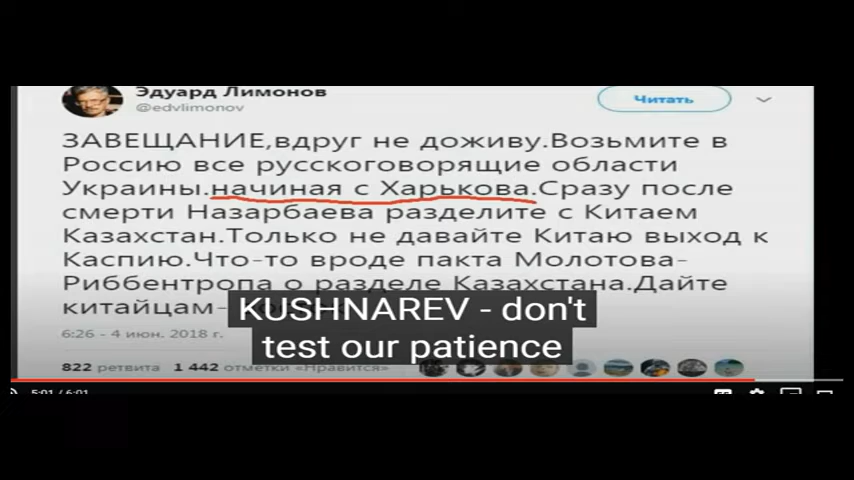 Эдуард Лимонов
@edvlimonov
Читать
ЗАВЕЩАНИЕ,вдруг не доживу.Возьмите в
Россию все русскоговорящие области
Украины.начиная с Харькова.Сразу после
смерти Назарбаева разделите с Китаем
Казахстан.Только не давайте Китаю выход к
Каспию.Что-то вроде пакта Молотова-
Риббентропа о разделе Казахстана.Дайте
китайцам-
KUSHNAREV - don't
test our patience
6:26 - 4 июн. 2018 г.
822 ретвита 1 442 отметки «Нравится»
5:01 / 6:01